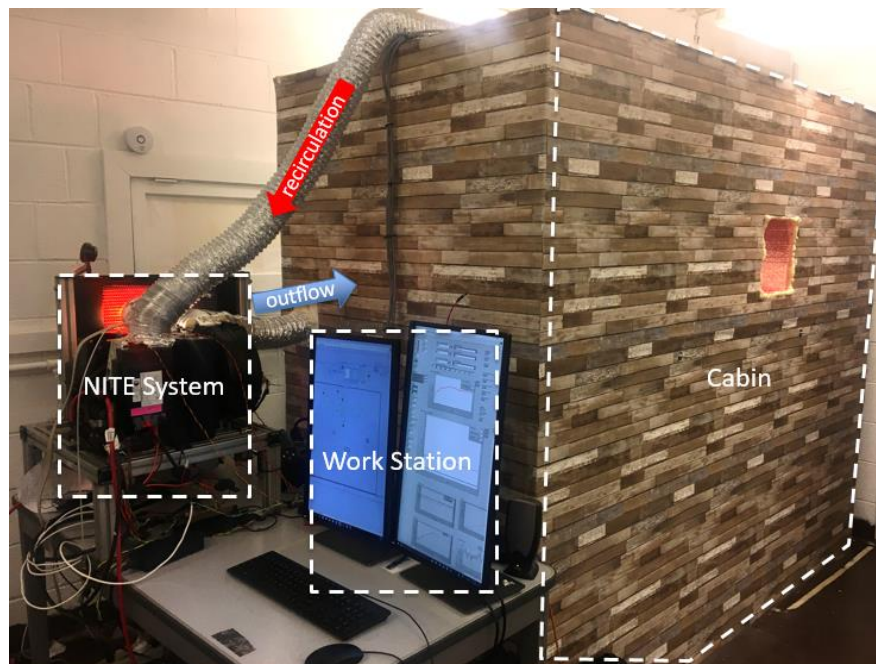 recirculation
outflow
NITE System
Cabin
Work Station